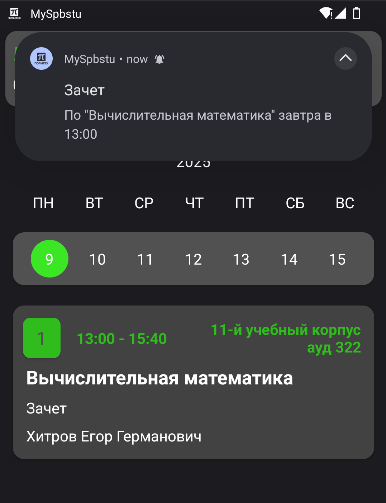 MySpbstu
MySpbstu • now
Зачет
По "Вычислительная математика" завтра в
13:00
2025
ПН ВТ СР ЧТ ПТ СБ ВС
9 10 11 12 13 14 15
1 13:00 - 15:40 11-й учебный корпус
ауд 322
Вычислительная математика
Зачет
Хитров Егор Германович